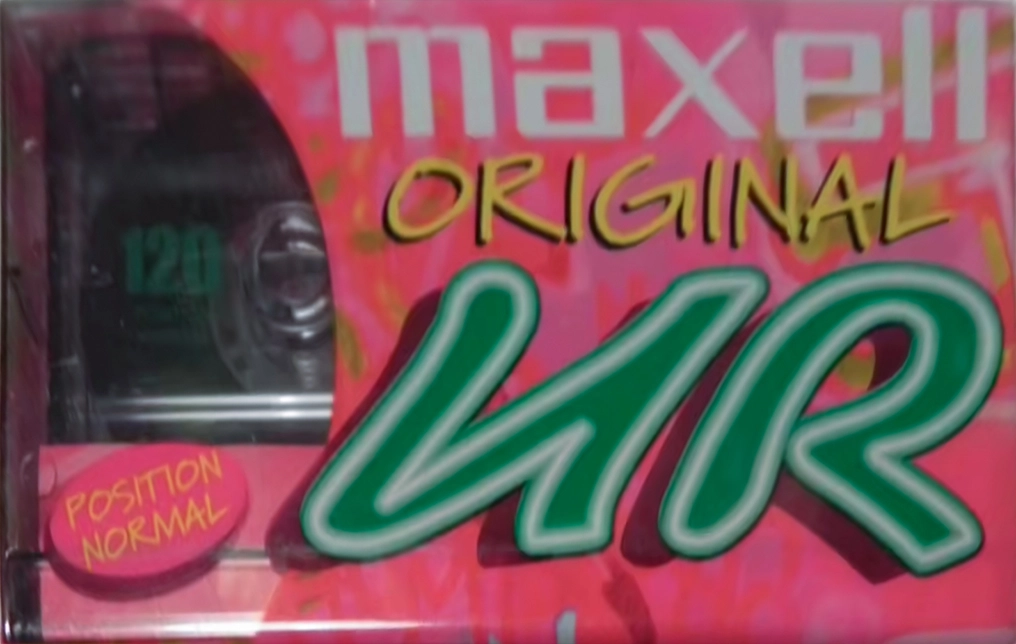 maxell
ORIGINAL
UR
120
POSITION
NORMAL